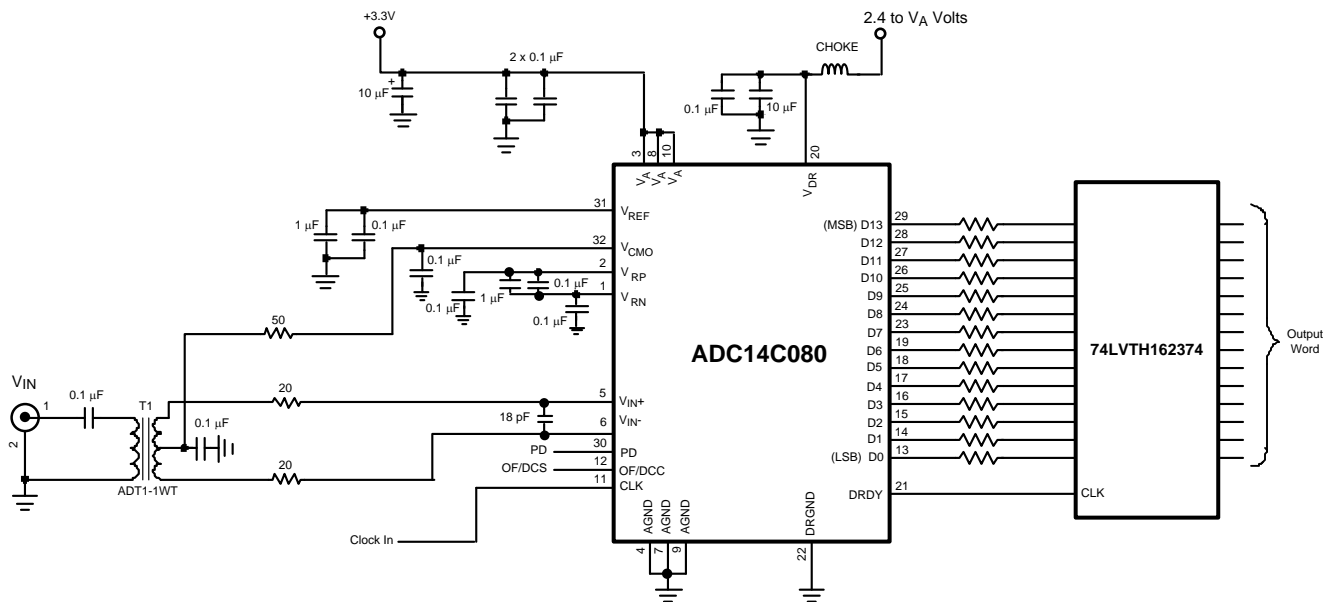 +3.3V
2.4 to VA Volts
CHOKE
2 x 0.1 µF
+
10 µF
0.1 µF
10 µF
3
8
10
20
VA
VA
VA
VDR
31
VREF
1 µF
0.1 µF
32
VCMO
0.1 µF
2
VRP
1
VRN
0.1 µF
1 µF
0.1 µF
0.1 µF
50
ADC14C080
(MSB) D13
29
D12
28
D11
27
D10
26
D9
25
D8
24
D7
23
D6
19
D5
18
D4
17
D3
16
D2
15
D1
14
(LSB) D0
13
DRDY
21
74LVTH162374
CLK
Output
Word
VIN
1
2
0.1 µF
T1
0.1 µF
ADT1-1WT
20
20
18 pF
5
VIN+
6
VIN-
PD
30
PD
OF/DCS
12
OF/DCC
11
CLK
Clock In
AGND
AGND
AGND
DRGND
4
7
9
22